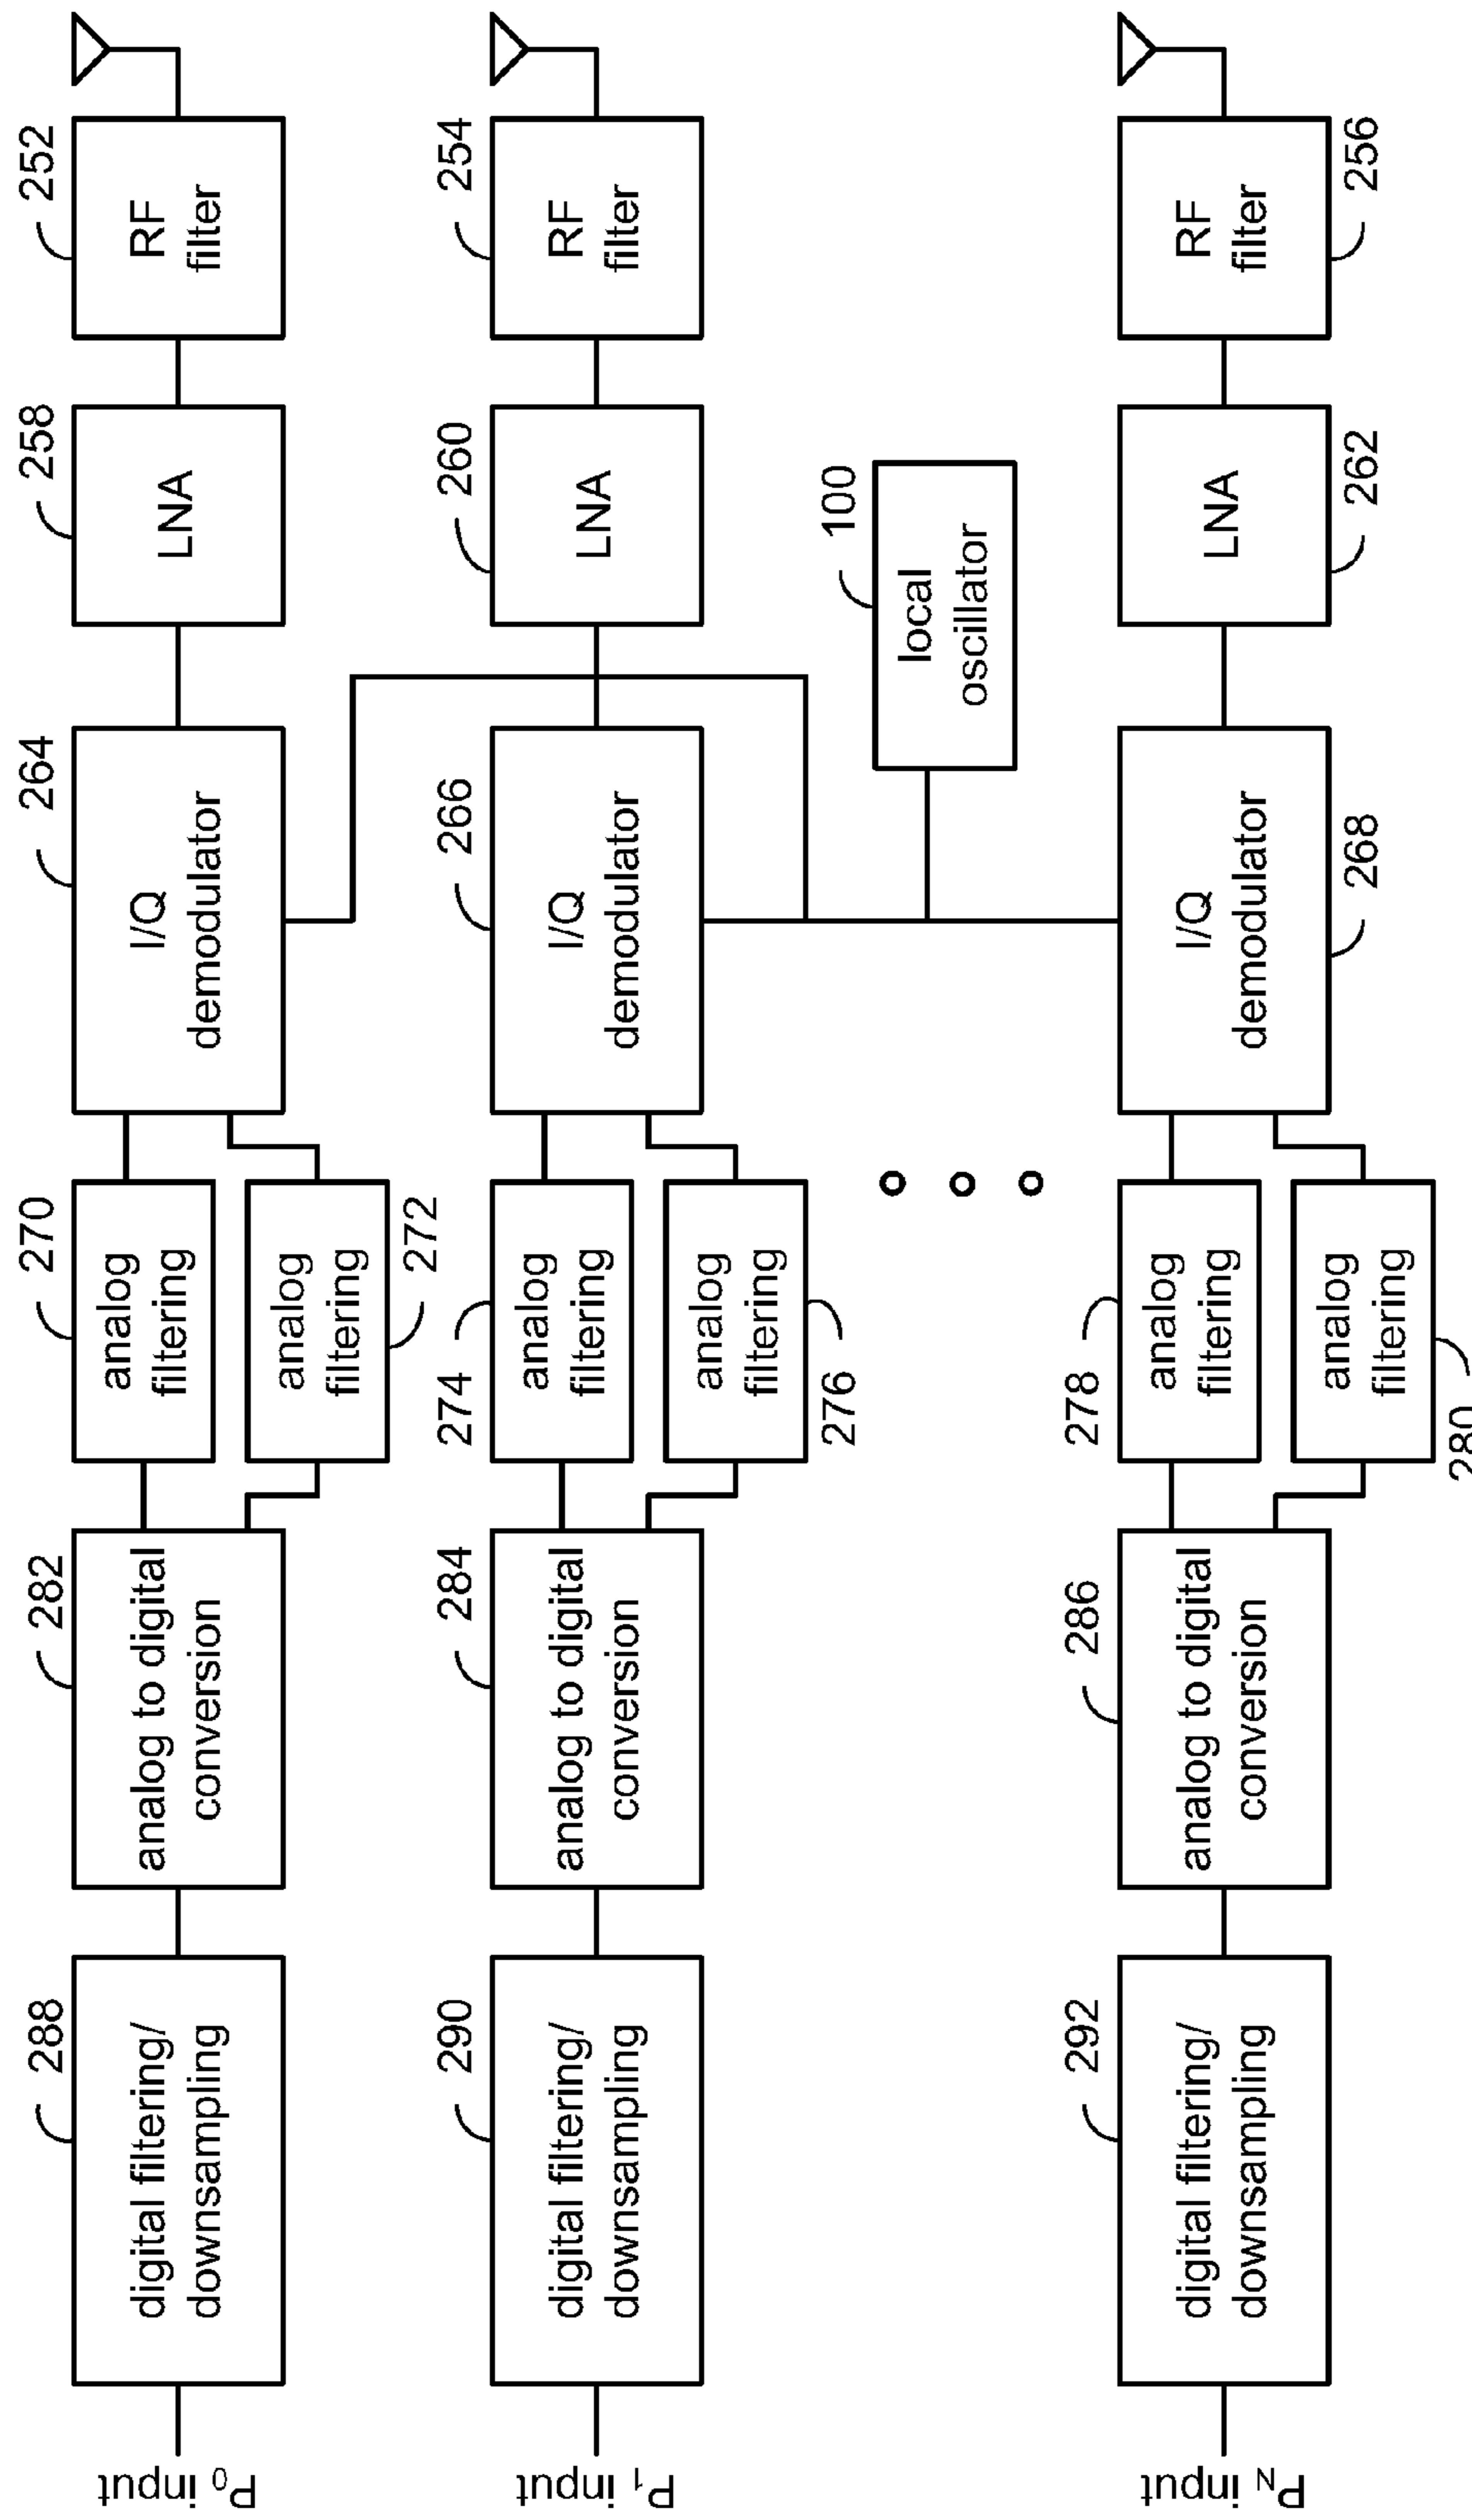 252
RF
filter
258
LNA
264
I/Q
demodulator
270
analog
filtering
analog
filtering
272
282
analog to digital
conversion
288
digital filtering/
downsampling
P0 input
254
RF
filter
260
LNA
266
I/Q
demodulator
274
analog
filtering
analog
filtering
276
284
analog to digital
conversion
290
digital filtering/
downsampling
P1 input
100
local
oscillator
RF
filter
256
LNA
262
I/Q
demodulator
268
278
analog
filtering
analog
filtering
280
286
analog to digital
conversion
292
digital filtering/
downsampling
PN input